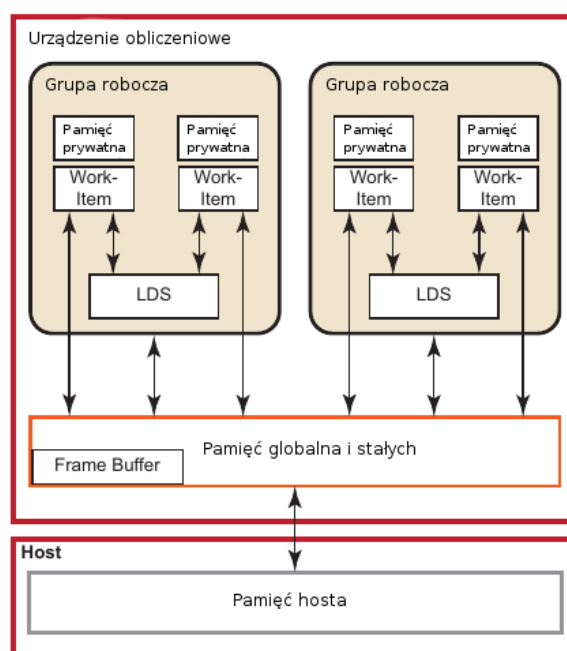 Urządzenie obliczeniowe
Grupa robocza
Pamięć
prywatna
Pamięć
prywatna
Work-
Item
Work-
Item
LDS
Grupa robocza
Pamięć
prywatna
Pamięć
prywatna
Work-
Item
Work-
Item
LDS
Pamięć globalna i stałych
Frame Buffer
Host
Pamięć hosta